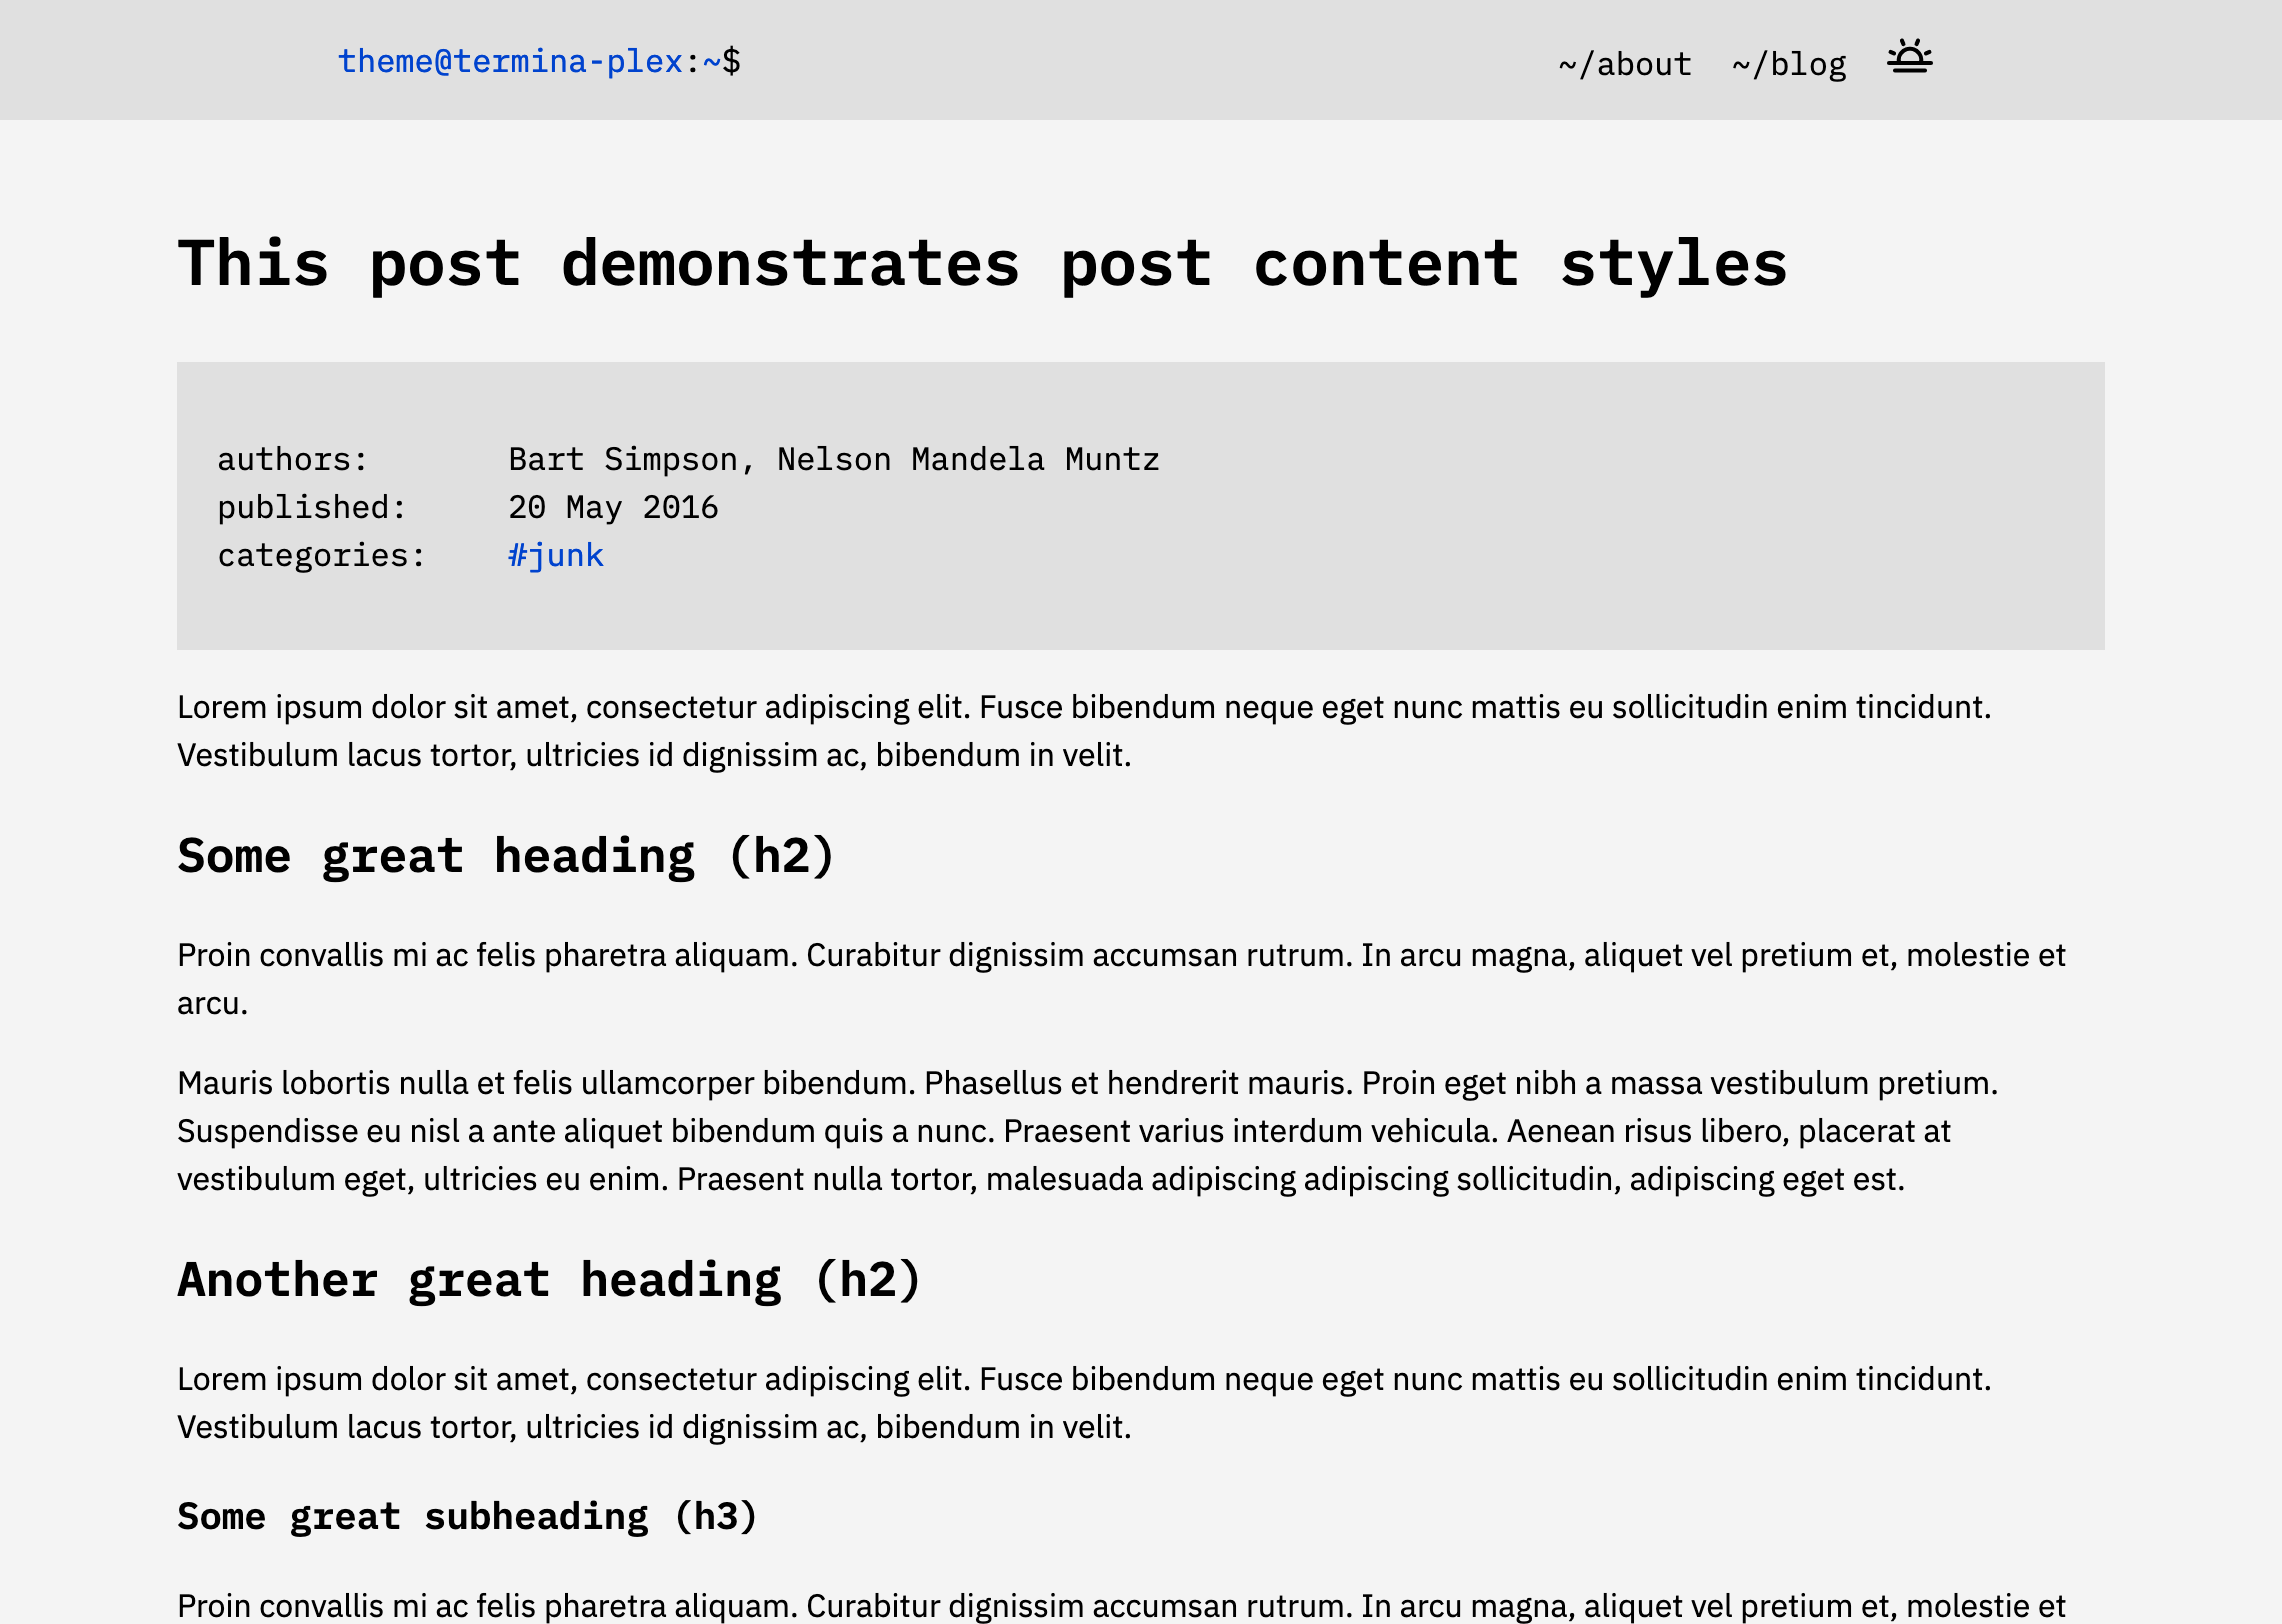 theme@termina-plex:~$
~/about ~/blog
This post demonstrates post content styles
authors: Bart Simpson, Nelson Mandela Muntz
published: 20 May 2016
categories: #junk
Lorem ipsum dolor sit amet, consectetur adipiscing elit. Fusce bibendum neque eget nunc mattis eu sollicitudin enim tincidunt.
Vestibulum lacus tortor, ultricies id dignissim ac, bibendum in velit.
Some great heading (h2)
Proin convallis mi ac felis pharetra aliquam. Curabitur dignissim accumsan rutrum. In arcu magna, aliquet vel pretium et, molestie et
arcu.
Mauris lobortis nulla et felis ullamcorper bibendum. Phasellus et hendrerit mauris. Proin eget nibh a massa vestibulum pretium.
Suspendisse eu nisl a ante aliquet bibendum quis a nunc. Praesent varius interdum vehicula. Aenean risus libero, placerat at
vestibulum eget, ultricies eu enim. Praesent nulla tortor, malesuada adipiscing adipiscing sollicitudin, adipiscing eget est.
Another great heading (h2)
Lorem ipsum dolor sit amet, consectetur adipiscing elit. Fusce bibendum neque eget nunc mattis eu sollicitudin enim tincidunt.
Vestibulum lacus tortor, ultricies id dignissim ac, bibendum in velit.
Some great subheading (h3)
Proin convallis mi ac felis pharetra aliquam. Curabitur dignissim accumsan rutrum. In arcu magna, aliquet vel pretium et, molestie et